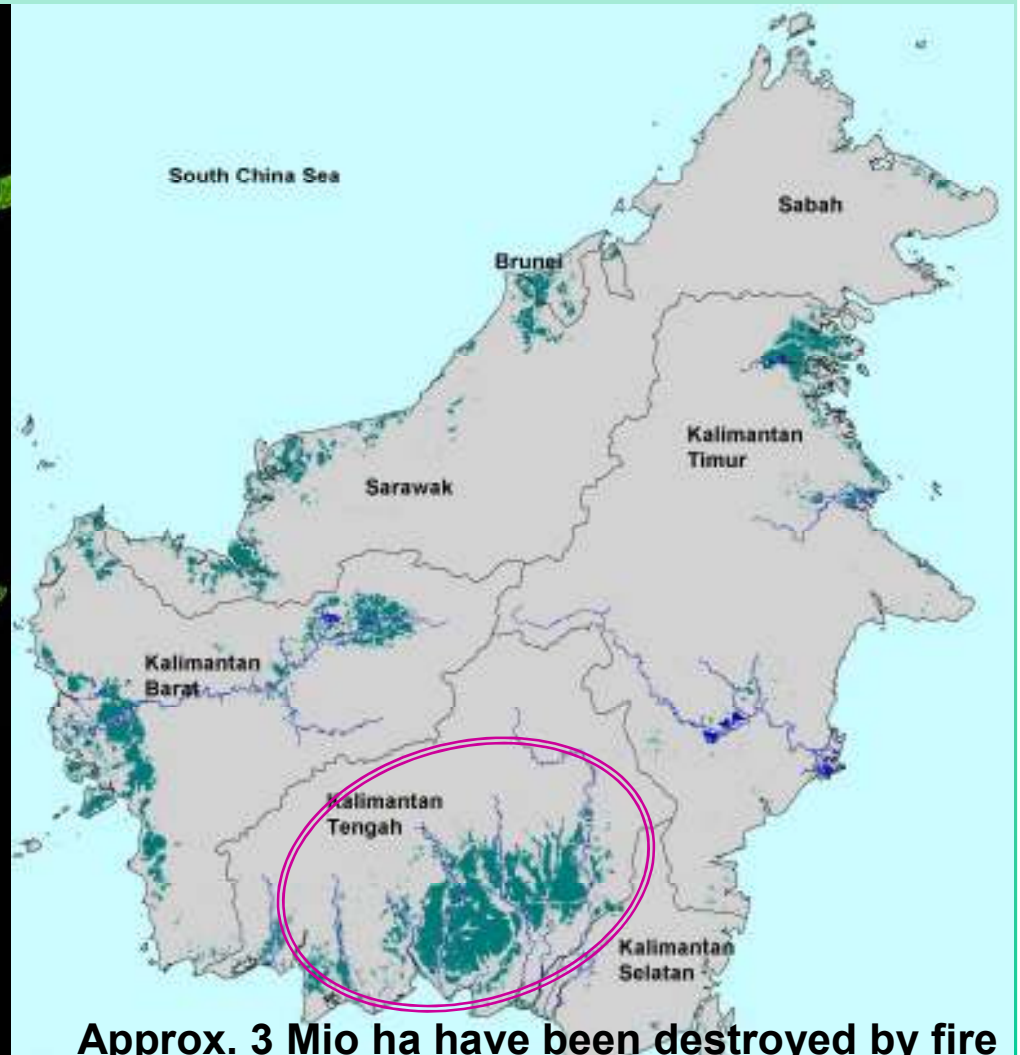 South China Sea
Sabah
Brunei
Kalimantan
Timur
Sarawak
Kalimantan
Barat
Kalimantan
Tengah
Kalimantan
Selatan
Approx. 3 Mio ha have been destroyed by fire